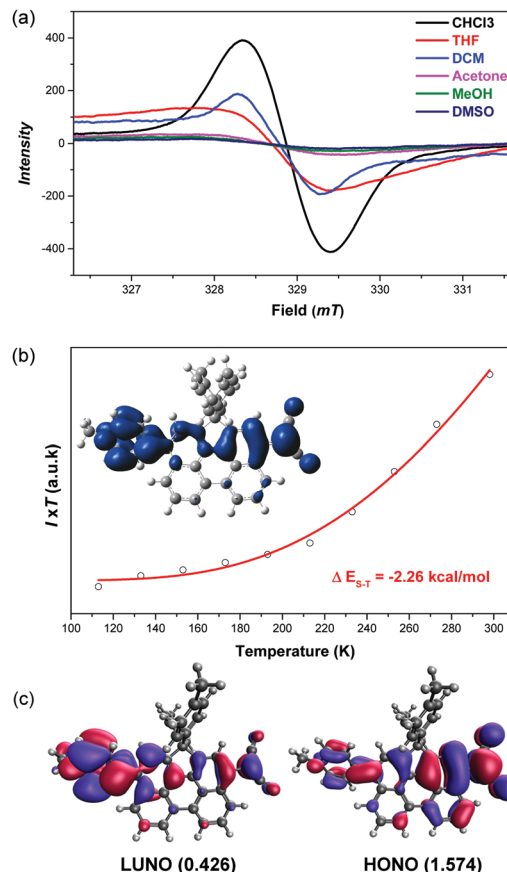 (a)
CHCl3
THF
DCM
Acetone
MeOH
DMSO
400
200
0
-200
-400
Intensity
327
328
329
330
331
Field (mT)
(b)
I x T (a.u.k)
Δ E S-T = -2.26 kcal/mol
100 120 140 160 180 200 220 240 260 280 300
Temperature (K)
(c)
LUNO (0.426)
HONO (1.574)